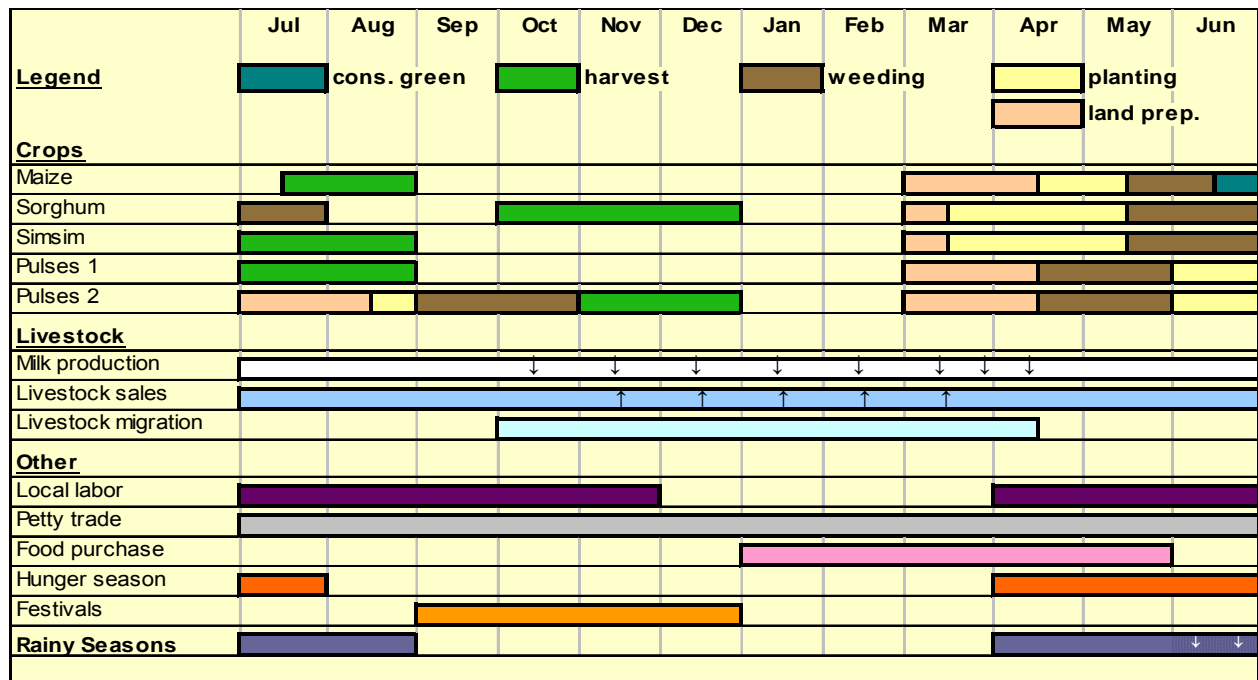 Jul Aug Sep Oct Nov Dec Jan Feb Mar Apr May Jun
Legend cons. green harvest weeding planting
land prep.
Crops
Maize
Sorghum
Simsim
Pulses 1
Pulses 2
Livestock
Milk production ↓ ↓ ↓ ↓ ↓ ↓ ↓ ↓
Livestock sales ↑ ↑ ↑ ↑ ↑
Livestock migration
Other
Local labor
Petty trade
Food purchase
Hunger season
Festivals
Rainy Seasons ↓ ↓